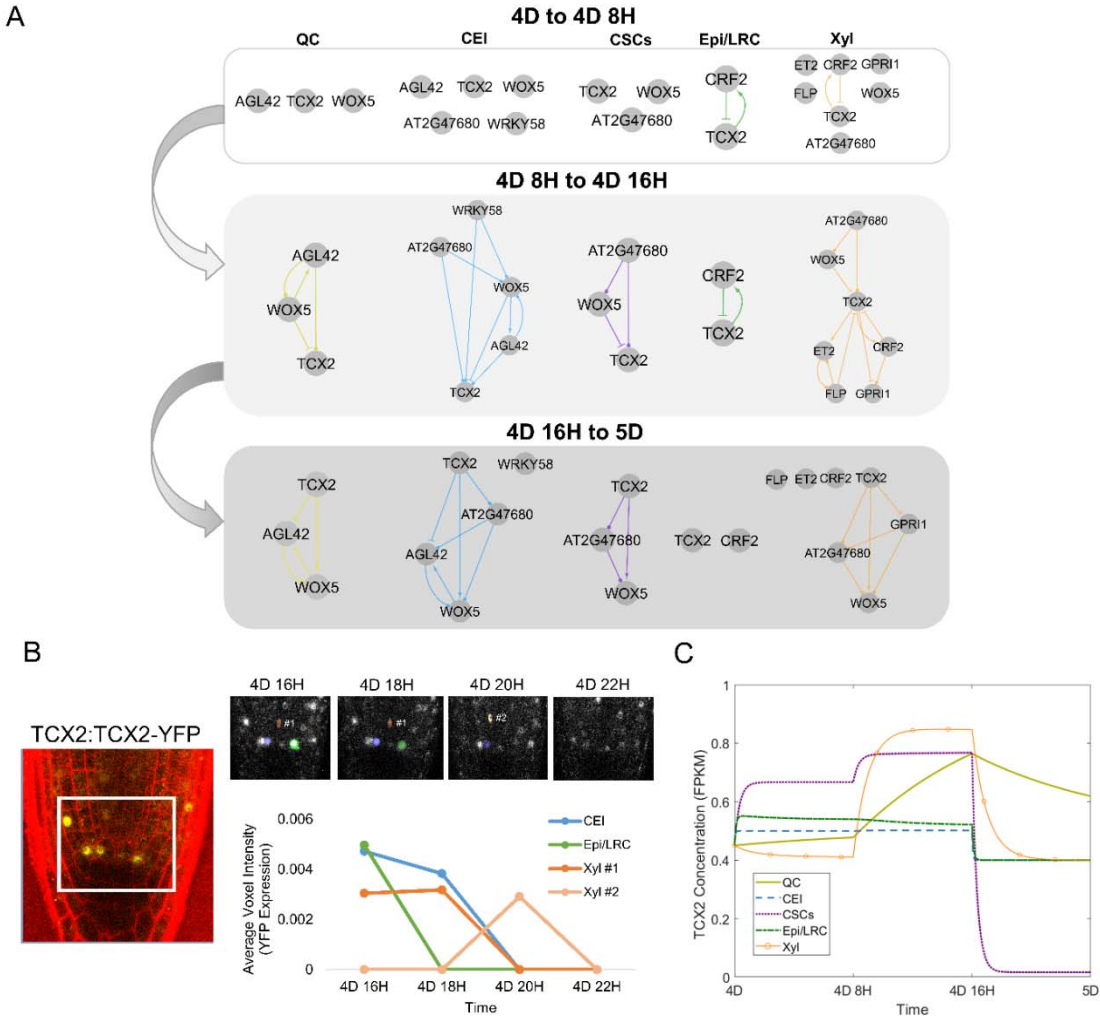 A
4D to 4D 8H
QC CEI CSCs Epi/LRC Xyl
AGL42 TCX2 WOX5
AGL42 TCX2 WOX5
AT2G47680 WRKY58
TCX2 WOX5
AT2G47680
CRF2
TCX2
ET2 CRF2 GPRI1
FLP WOX5
TCX2
AT2G47680
4D 8H to 4D 16H
AGL42
WOX5
TCX2
WRKY58
AT2G47680
WOX5
AGL42
TCX2
AT2G47680
WOX5
TCX2
CRF2
TCX2
AT2G47680
WOX5
TCX2
ET2 CRF2
FLP GPRI1
4D 16H to 5D
TCX2
AGL42
WOX5
TCX2 WRKY58
AT2G47680
AGL42
WOX5
TCX2
AT2G47680
WOX5
TCX2 CRF2
FLP ET2 CRF2 TCX2
GPRI1
AT2G47680
WOX5
B
TCX2:TCX2-YFP
4D 16H 4D 18H 4D 20H 4D 22H
#1 #1 #2
Average Voxel Intensity
(YFP Expression)
0.006
0.004
0.002
0
CEI
Epi/LRC
Xyl #1
Xyl #2
4D 16H 4D 18H 4D 20H 4D 22H
Time
C
TCX2 Concentration (FPKM)
1
0.8
0.6
0.4
0.2
0
QC
CEI
CSCs
Epi/LRC
Xyl
4D 4D 8H 4D 16H 5D
Time